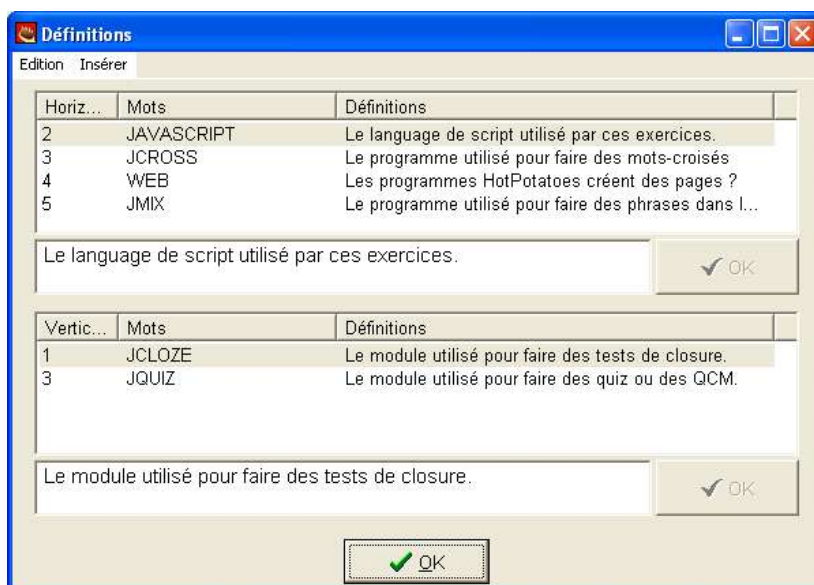 Définitions
Edition Insérer
Horiz... Mots Définitions
2 JAVASCRIPT Le language de script utilisé par ces exercices.
3 JCROSS Le programme utilisé pour faire des mots-croisés
4 WEB Les programmes HotPotatoes créent des pages ?
5 JMIX Le programme utilisé pour faire des phrases dans l...
Le language de script utilisé par ces exercices. OK
Vertic... Mots Définitions
1 JCLOZE Le module utilisé pour faire des tests de closure.
3 JQUIZ Le module utilisé pour faire des quiz ou des QCM.
Le module utilisé pour faire des tests de closure. OK
OK